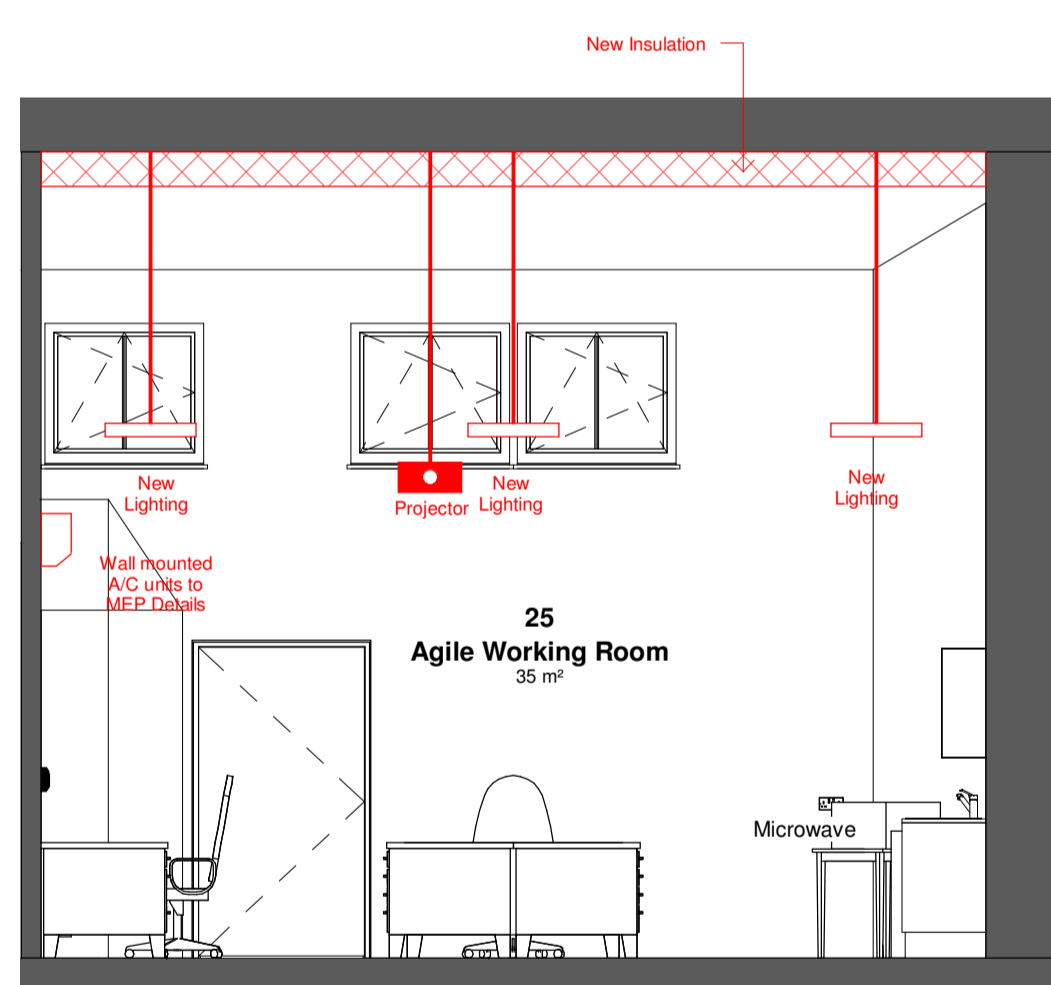 New Insulation
New
Lighting
Projector
New
Lighting
New
Lighting
Wall mounted
A/C units to
MEP Details
25
Agile Working Room
35 m²
Microwave